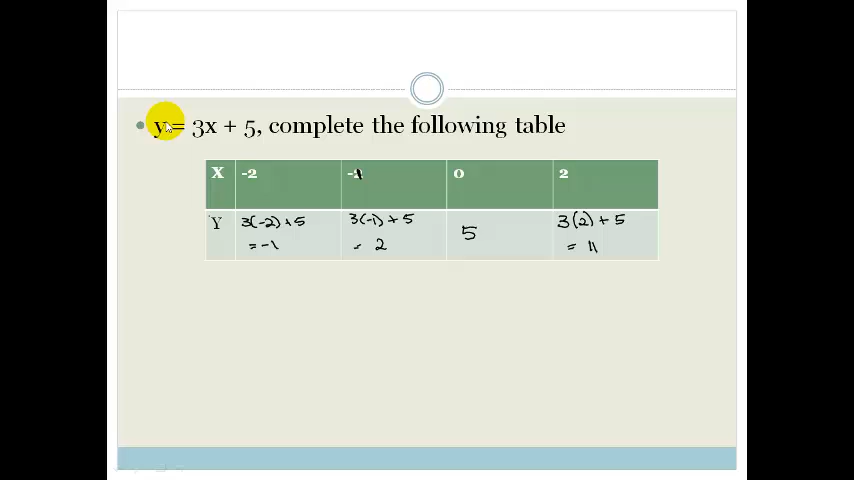 y = 3x + 5, complete the following table
X -2 -1 0 2
Y 3(-2) + 5 3(-1) + 5 5 3(2) + 5
= -1 = 2 = 11